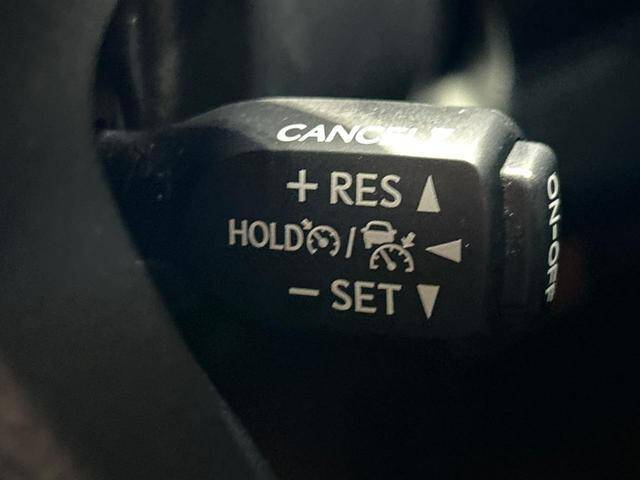 CANCEL
+ RES ▲
HOLD / ◀
− SET ▼
ON-OFF